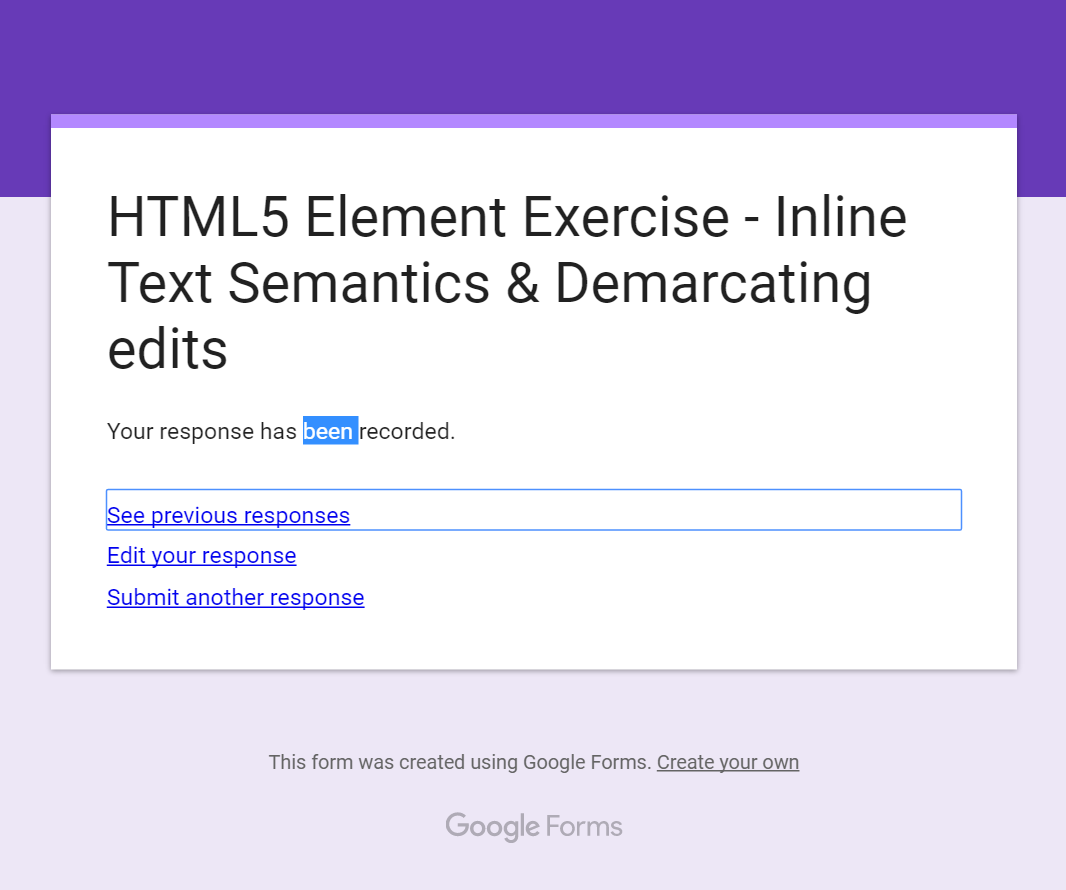 HTML5 Element Exercise - Inline
Text Semantics & Demarcating
edits
Your response has been recorded.
See previous responses
Edit your response
Submit another response
This form was created using Google Forms. Create your own
Google Forms